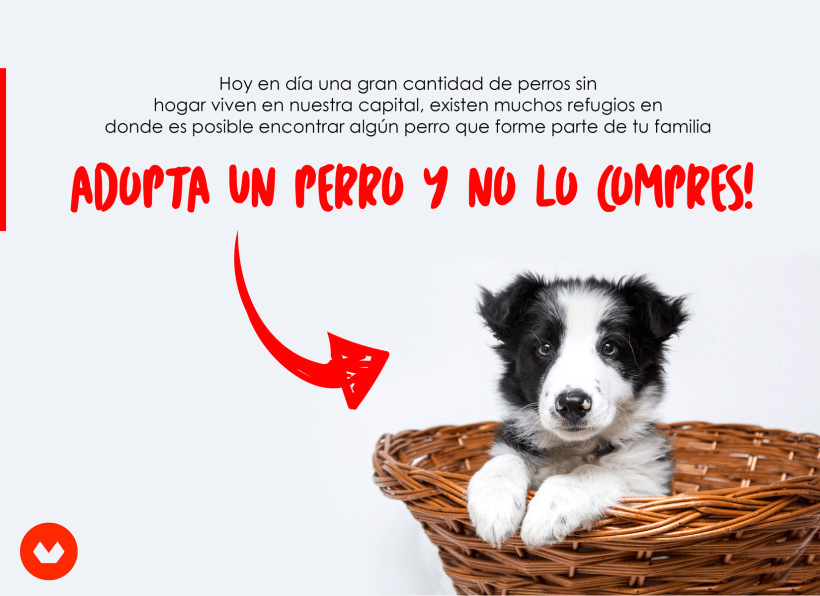 Hoy en día una gran cantidad de perros sin
hogar viven en nuestra capital, existen muchos refugios en
donde es posible encontrar algún perro que forme parte de tu familia
ADOPTA UN PERRO Y NO LO COMPRES!